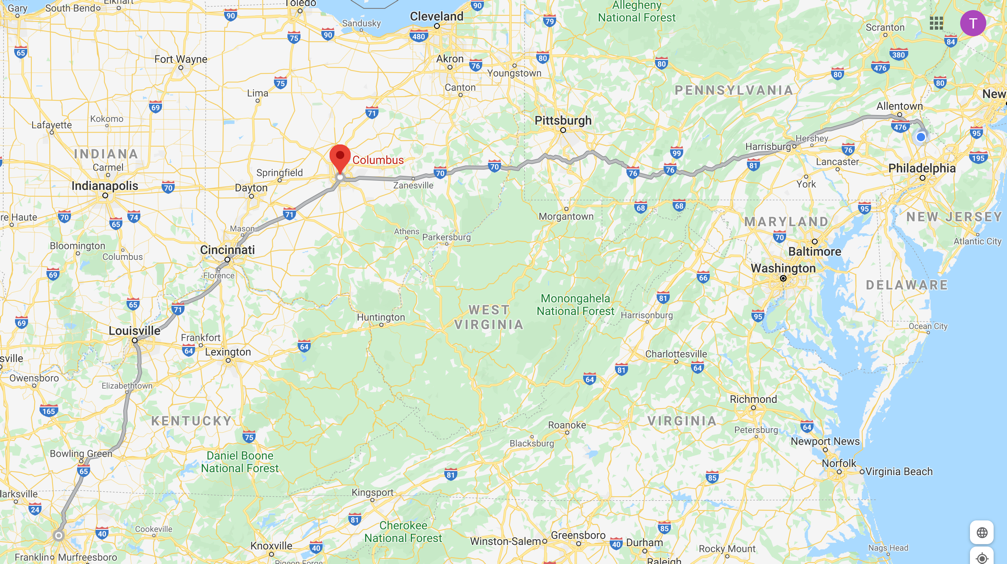 Gary
South Bend
Elkhart
Toledo
Sandusky
Cleveland
90
90
90
79
Allegheny
National Forest
T
Scranton
84
65
75
90
480
Akron
76
80
Youngstown
80
380
476
80
80
Fort Wayne
75
Lima
Canton
PENNSYLVANIA
Allentown
New
69
71
Pittsburgh
476
95
Lafayette
Kokomo
INDIANA
Carmel
Indianapolis
Columbus
70
99
76
76
Harrisburg
Hershey
76
Lancaster
81
195
Philadelphia
Springfield
Dayton
70
Zanesville
70
York
70
65
74
71
Morgantown
68
68
MARYLAND
70
95
NEW JERSEY
Mason
Athens
Parkersburg
Baltimore
Atlantic City
Bloomington
Columbus
Cincinnati
Florence
Washington
DELAWARE
69
66
65
71
WEST
VIRGINIA
Monongahela
National Forest
81
Harrisonburg
95
69
Louisville
Huntington
Ocean City
Frankfort
64
Lexington
64
Charlottesville
64
81
64
Owensboro
Elizabethtown
165
KENTUCKY
Richmond
VIRGINIA
Petersburg
64
Roanoke
Blacksburg
75
Newport News
Bowling Green
65
Daniel Boone
National Forest
81
85
Norfolk
Virginia Beach
Kingsport
24
81
85
Cookeville
40
Cherokee
National Forest
Franklin
Murfreesboro
Knoxville
40
Winston-Salem
Greensboro
40
Durham
Rocky Mount
Nags Head
Raleigh
Pigeon Forge